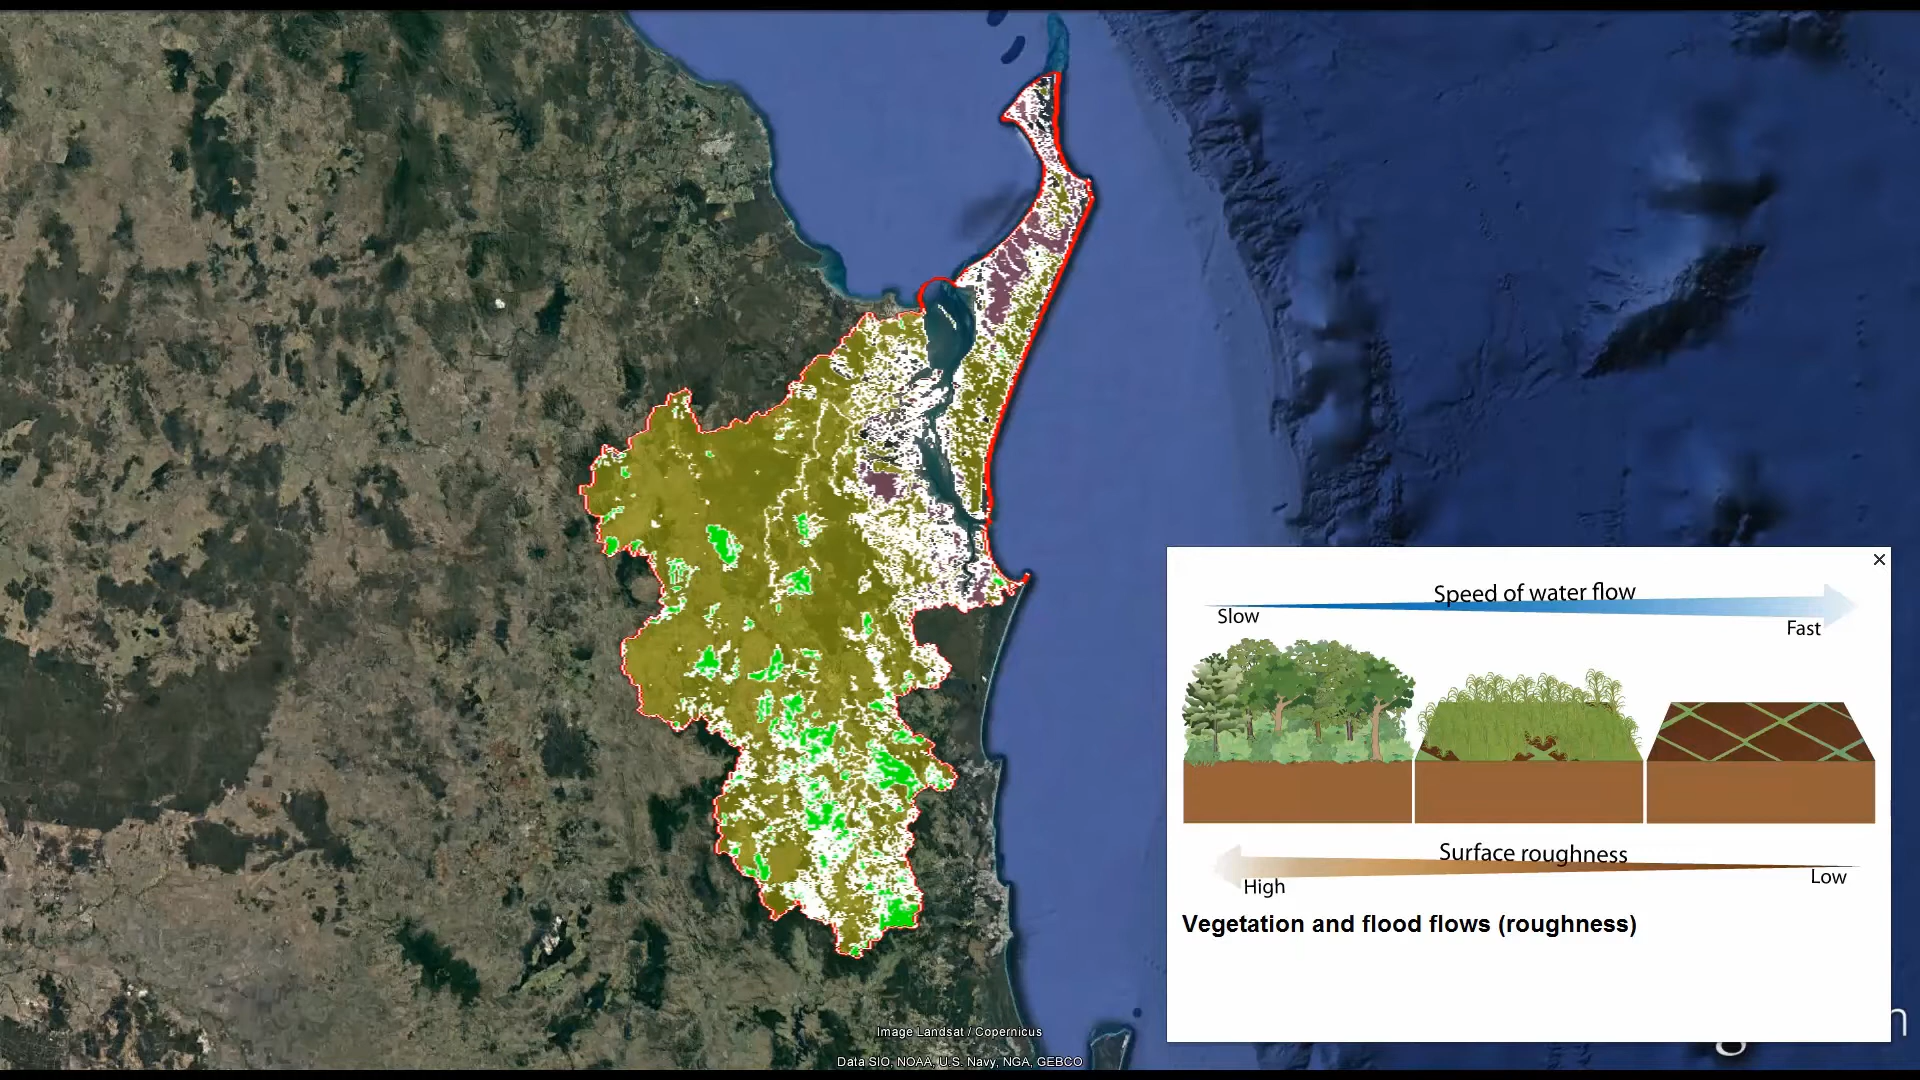 Speed of water flow
Slow
Fast
Surface roughness
High
Low
Vegetation and flood flows (roughness)
Image Landsat / Copernicus
Data SIO, NOAA, U.S. Navy, NGA, GEBCO